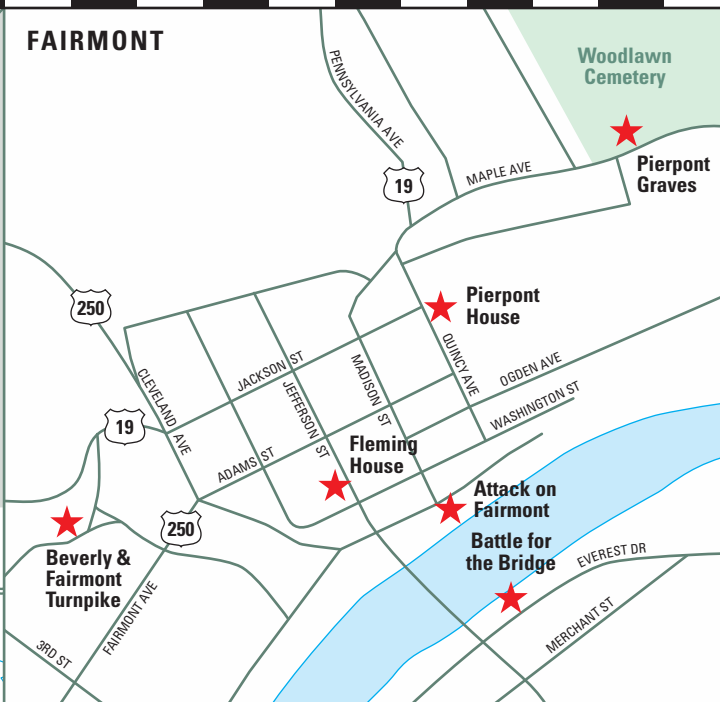 FAIRMONT
Woodlawn
Cemetery
PENNSYLVANIA AVE
19
MAPLE AVE
Pierpont
Graves
250
Pierpont
House
JACKSON ST
QUINCY AVE
MADISON ST
OGDEN AVE
CLEVELAND AVE
JEFFERSON ST
WASHINGTON ST
19
ADAMS ST
Fleming
House
Attack on
Fairmont
250
Battle for
the Bridge
Beverly &
Fairmont
Turnpike
EVEREST DR
FAIRMONT AVE
MERCHANT ST
3RD ST